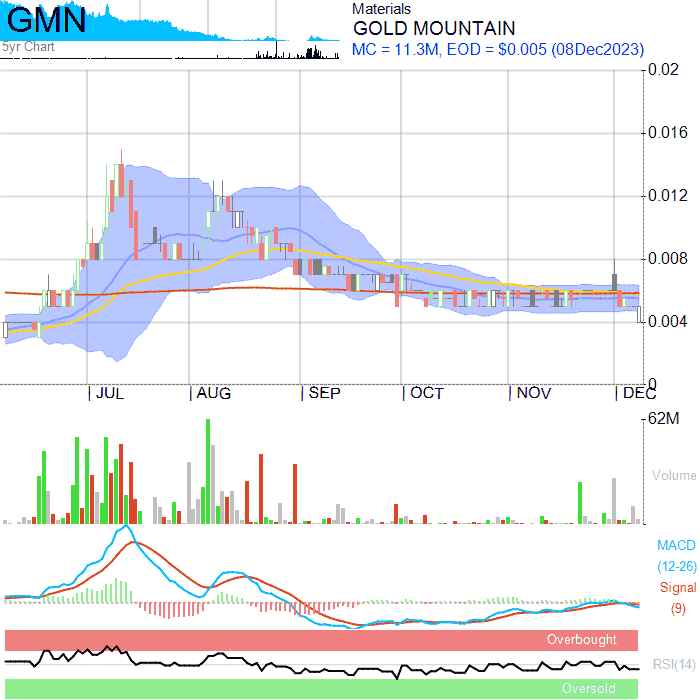 GMN
5yr Chart
Materials
GOLD MOUNTAIN
MC = 11.3M, EOD = $0.005 (08Dec2023)
0.02
0.016
0.012
0.008
0.004
0
JUL AUG SEP OCT NOV DEC
62M
Volume
MACD
(12-26)
Signal
(9)
Overbought
RSI(14)
Oversold